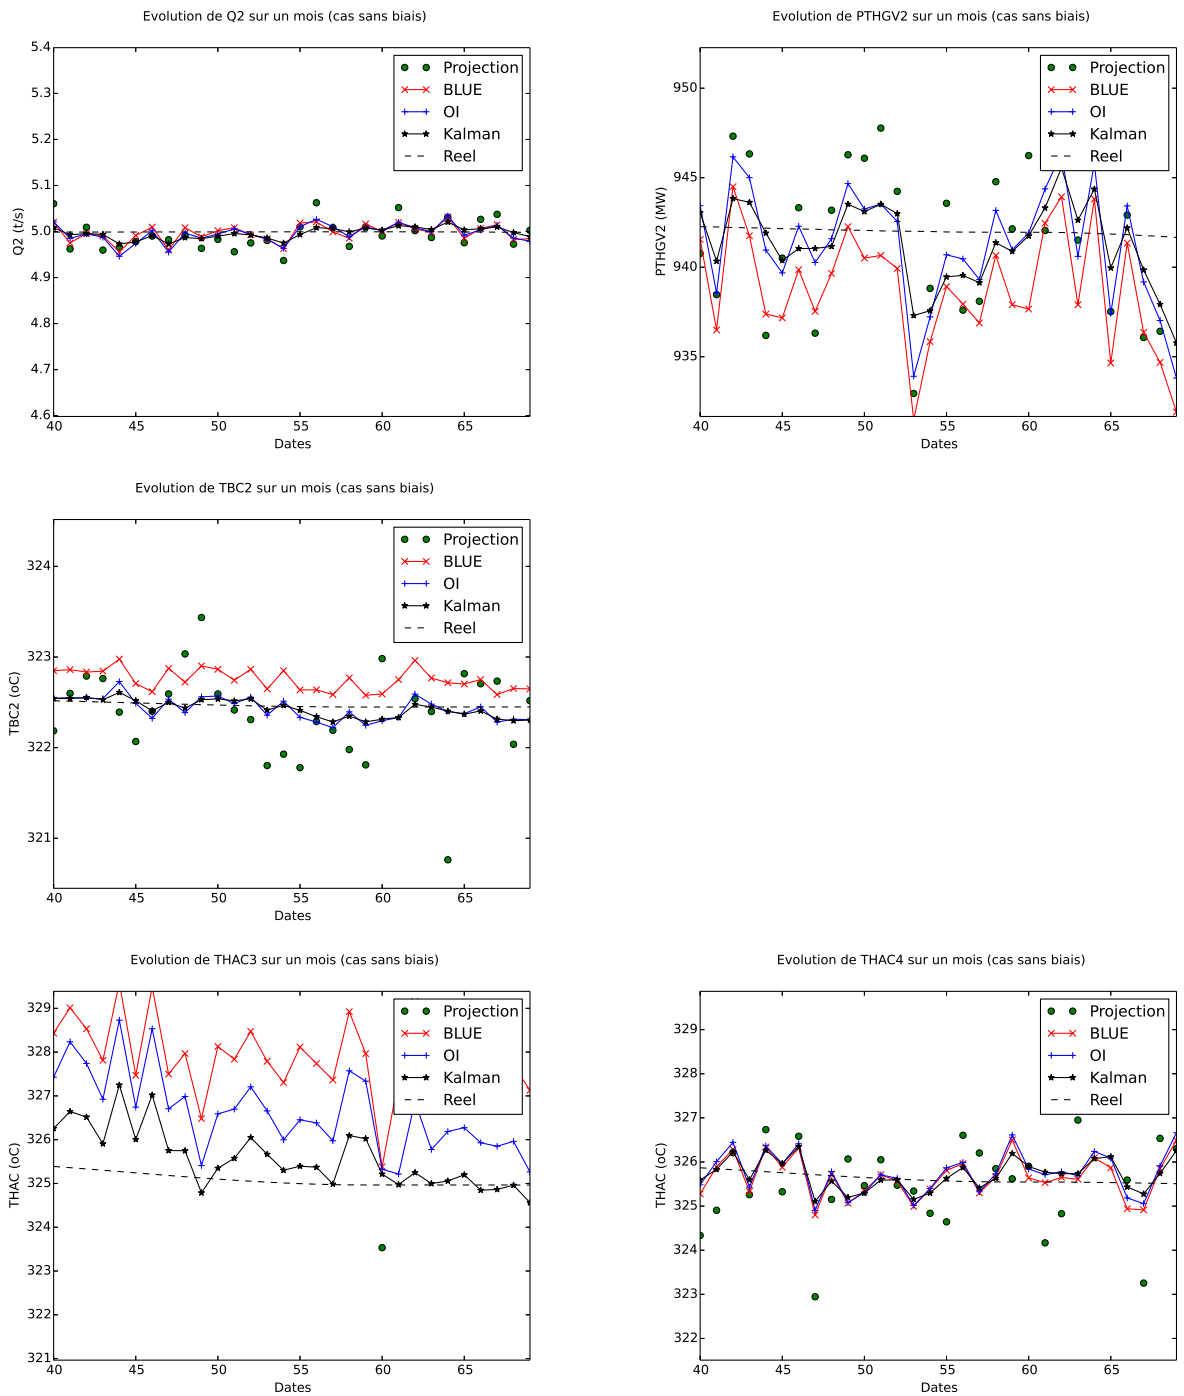 Evolution de Q2 sur un mois (cas sans biais)
5.4
5.3
5.2
5.1
5.0
4.9
4.8
4.7
4.6
Q2 (t/s)
40 45 50 55 60 65
Dates
Projection
BLUE
OI
Kalman
Reel
Evolution de PTHGV2 sur un mois (cas sans biais)
950
945
940
935
PTHGV2 (MW)
40 45 50 55 60 65
Dates
Projection
BLUE
OI
Kalman
Reel
Evolution de TBC2 sur un mois (cas sans biais)
324
323
322
321
TBC2 (oC)
40 45 50 55 60 65
Dates
Projection
BLUE
OI
Kalman
Reel
Evolution de THAC3 sur un mois (cas sans biais)
329
328
327
326
325
324
323
322
321
THAC (oC)
40 45 50 55 60 65
Dates
Projection
BLUE
OI
Kalman
Reel
Evolution de THAC4 sur un mois (cas sans biais)
329
328
327
326
325
324
323
322
THAC (oC)
40 45 50 55 60 65
Dates
Projection
BLUE
OI
Kalman
Reel